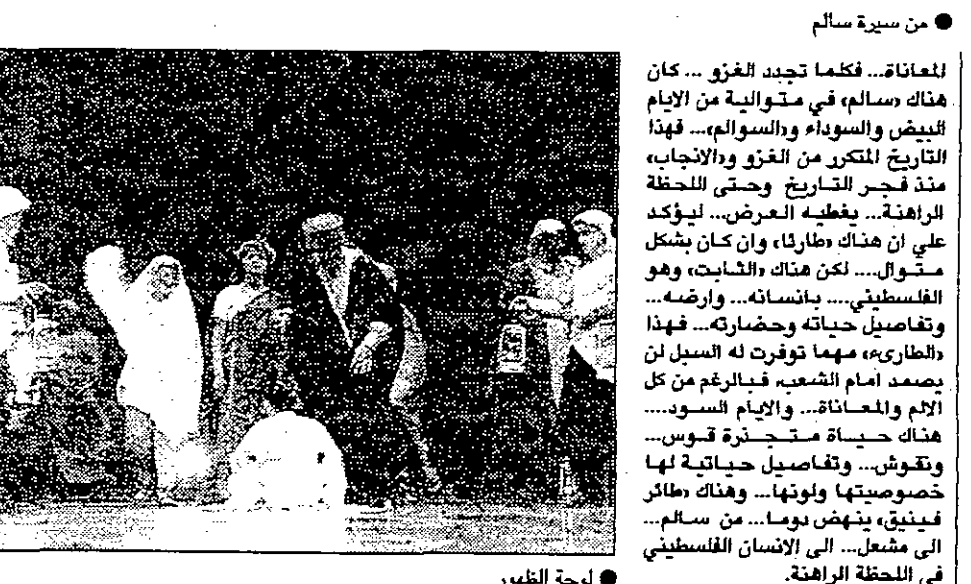 ● من سيرة سالم
المعاناة... فكلما تجدد الغزو ... كان
هناك «سالم» في متوالية من الايام
البيض والسوداء و«السوالم»... فهذا
التاريخ المتكرر من الغزو و«الانجاب»
منذ فجر التاريخ وحتى اللحظة
الراهنة... يغطيه العرض... ليؤكد
علي ان هناك «طارئا» وان كان بشكل
متوال.... لكن هناك «الثابت» وهو
الفلسطيني.... بانسانه... وارضه...
وتفاصيل حياته وحضارته... فهذا
«الطارىء» مهما توفرت له السبل لن
يصمد امام الشعب، فبالرغم من كل
الالم والمعاناة... والايام السود....
هناك حياة متجذرة قوس...
ونقوش... وتفاصيل حياتية لها
خصوصيتها ولونها... وهناك «طائر
فينيق» ينهض دوما... من سالم...
الى مشعل... الى الانسان الفلسطيني
في اللحظة الراهنة.
● لوحة الظهور